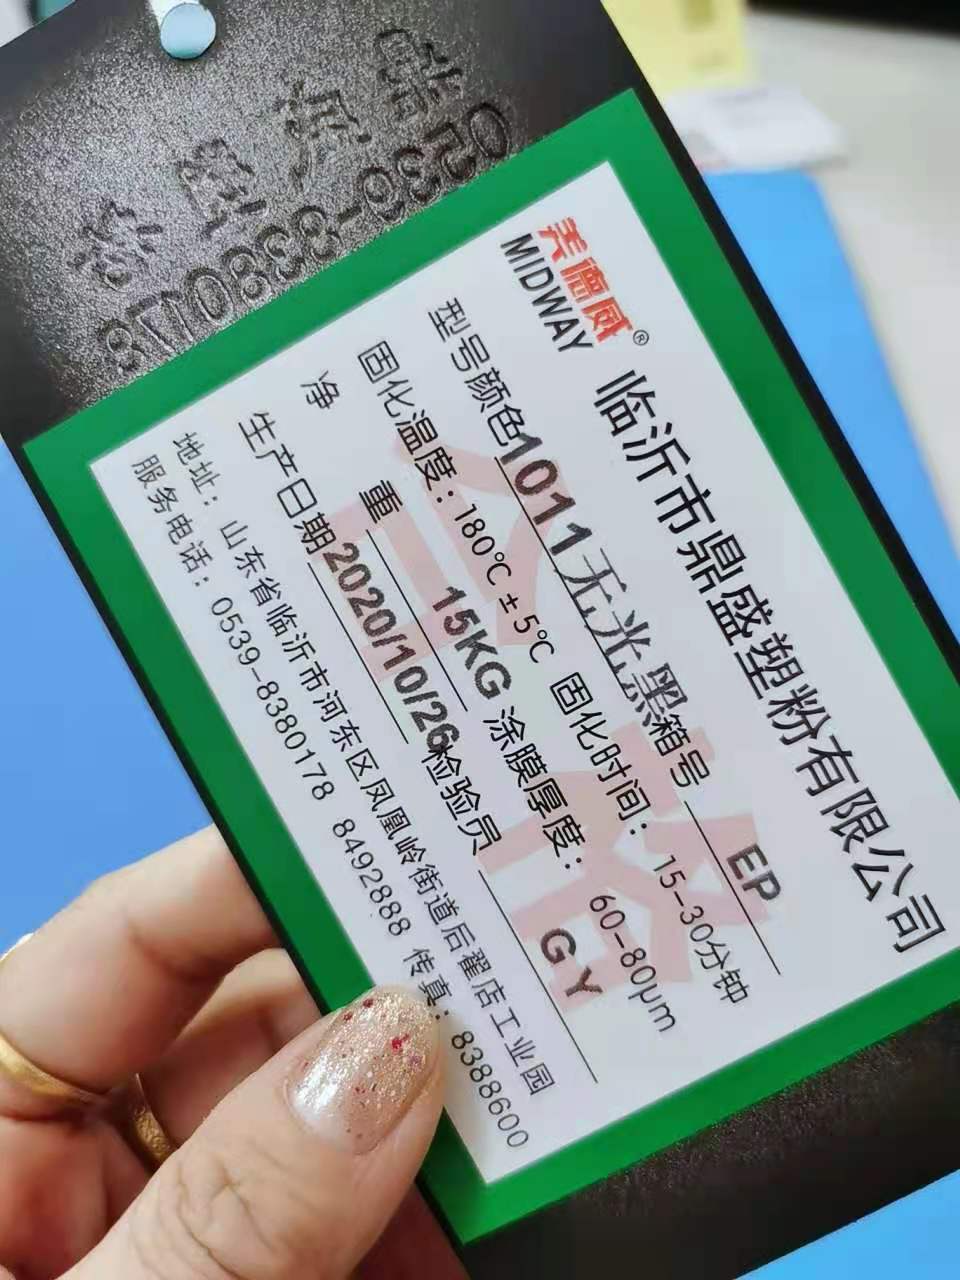 0539-8380178
美德威®
MIDWAY
临沂市鼎盛塑粉有限公司
型号颜色1011无光黑箱号 EP
固化温度：180℃±5℃ 固化时间：15-30分钟
净 重 15KG 涂膜厚度：60-80μm
生产日期2020/10/26检验员 GY
地址：山东省临沂市河东区凤凰岭街道后翟店工业园
服务电话：0539-8380178 8492888 传真：8388600
合格